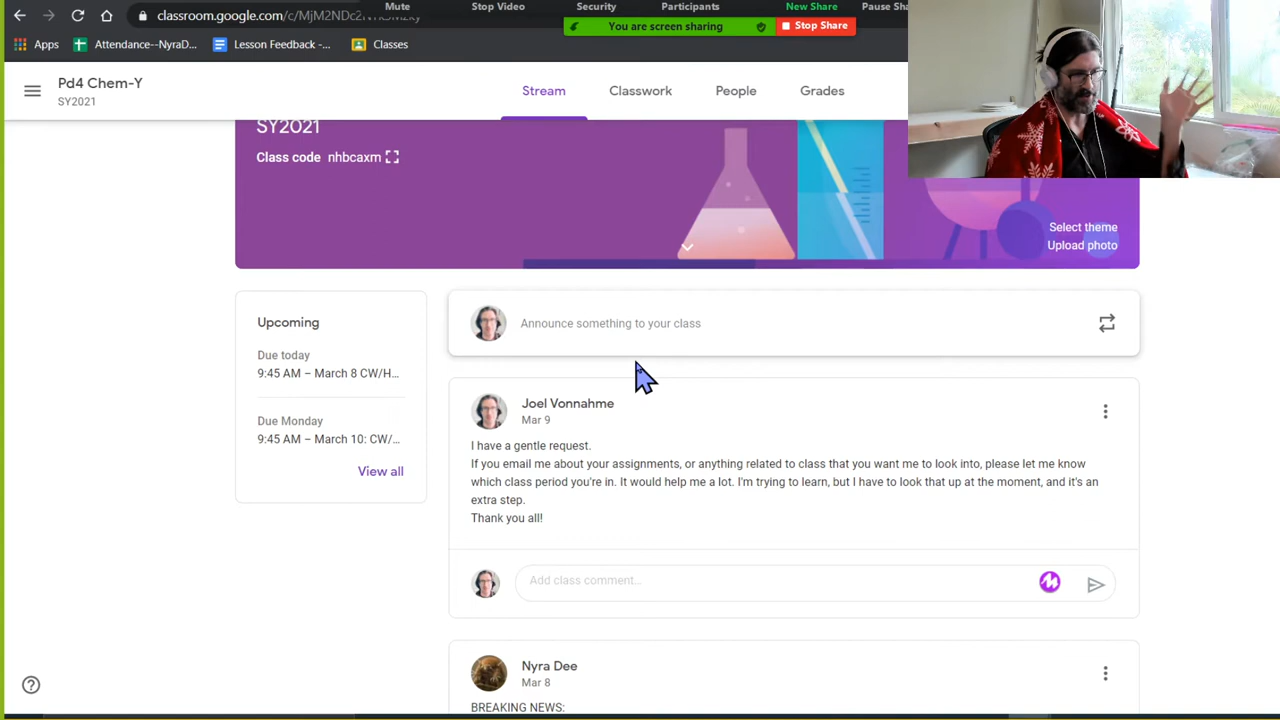 Mute Stop Video Security Participants New Share Pause Sha
classroom.google.com/c/
You are screen sharing Stop Share
Apps Attendance--NyraD... Lesson Feedback -... Classes
Pd4 Chem-Y
SY2021
Stream Classwork People Grades
SY2021
Class code nhbcaxm
Select theme
Upload photo
Upcoming
Due today
9:45 AM – March 8 CW/H...
Due Monday
9:45 AM – March 10: CW/...
View all
Announce something to your class
Joel Vonnahme
Mar 9
I have a gentle request.
If you email me about your assignments, or anything related to class that you want me to look into, please let me know
which class period you're in. It would help me a lot. I'm trying to learn, but I have to look that up at the moment, and it's an
extra step.
Thank you all!
Add class comment...
Nyra Dee
Mar 8
BREAKING NEWS: